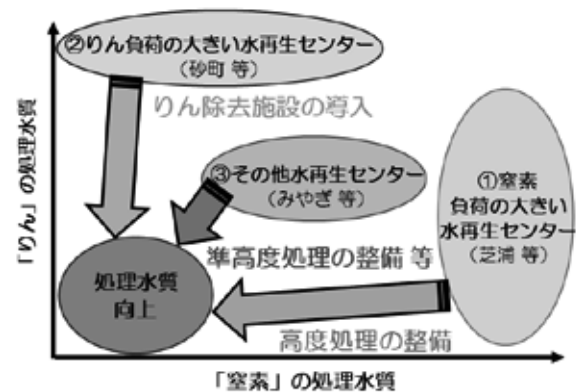 ②りん負荷の大きい水再生センター
（砂町 等）
りん除去施設の導入
③その他水再生センター
（みやぎ 等）
①窒素
負荷の大きい
水再生センター
（芝浦 等）
準高度処理の整備 等
処理水質
向上
高度処理の整備
「りん」の処理水質
「窒素」の処理水質